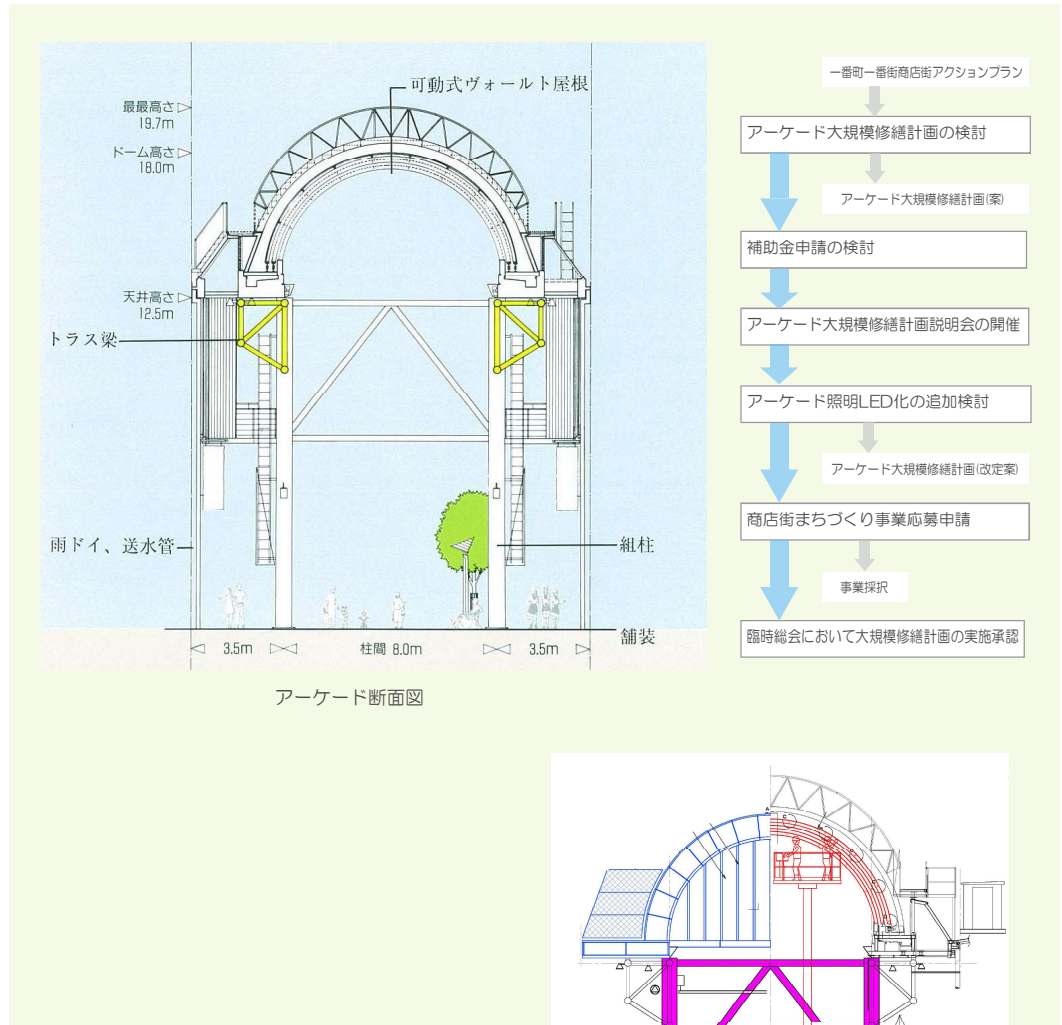 可動式ヴォールト屋根
最最高さ
19.7m
ドーム高さ
18.0m
天井高さ
12.5m
トラス梁
雨ドイ、送水管
組柱
舗装
3.5m
柱間 8.0m
3.5m
アーケード断面図
一番町一番街商店街アクションプラン
アーケード大規模修繕計画の検討
アーケード大規模修繕計画(案)
補助金申請の検討
アーケード大規模修繕計画説明会の開催
アーケード照明LED化の追加検討
アーケード大規模修繕計画(改定案)
商店街まちづくり事業応募申請
事業採択
臨時総会において大規模修繕計画の実施承認
A